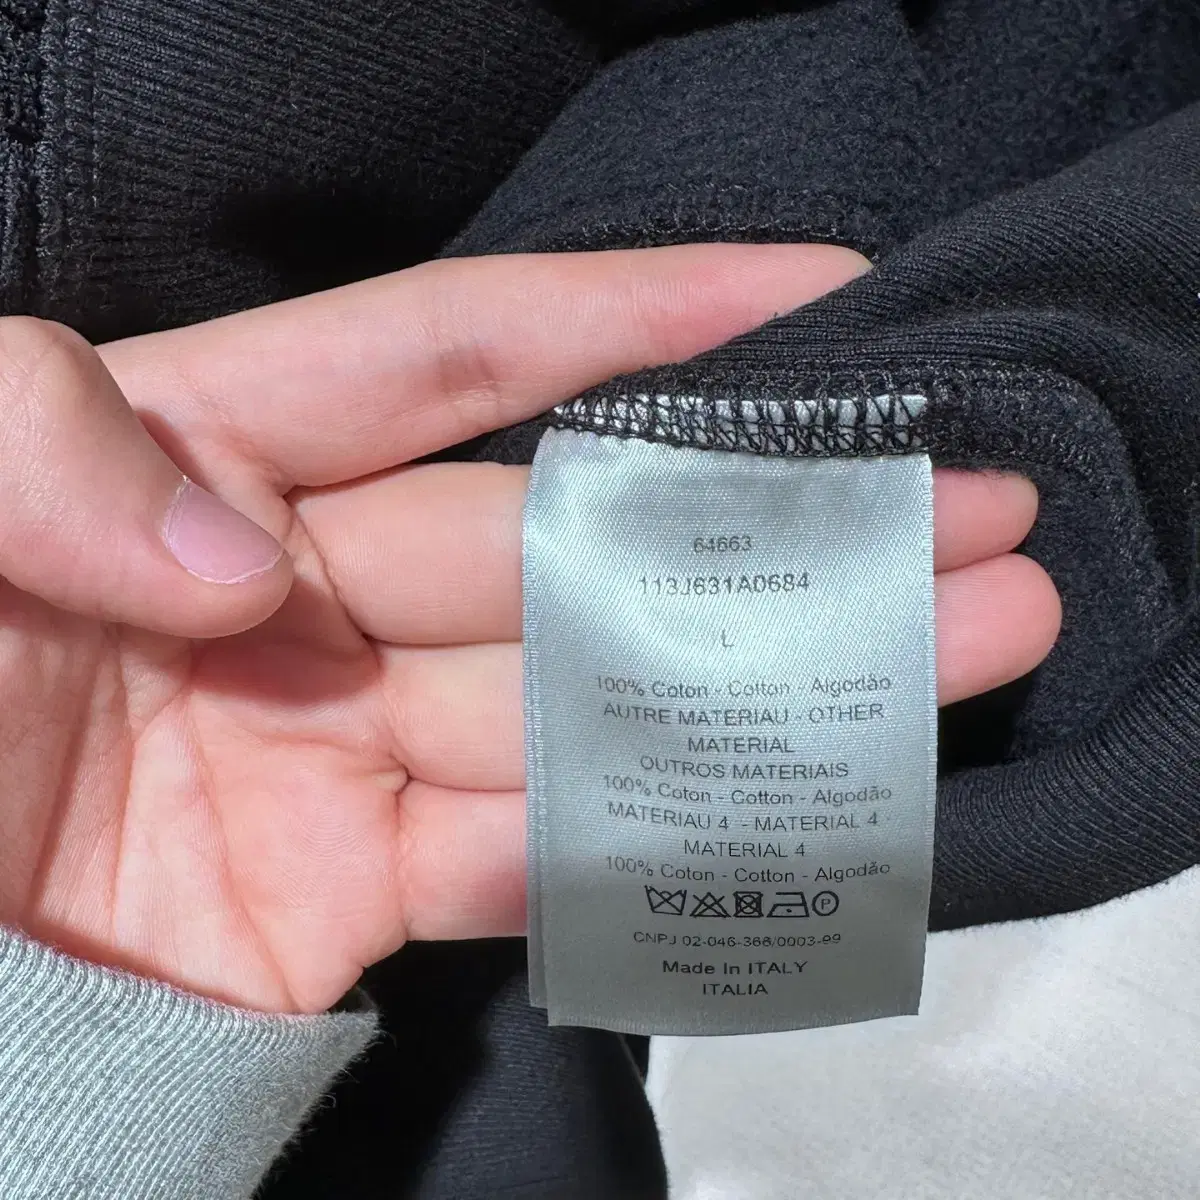 64663
113J631A0684
L
100% Coton - Cotton - Algodão
AUTRE MATERIAU - OTHER
MATERIAL
OUTROS MATERIAIS
100% Coton - Cotton - Algodão
MATERIAU 4 - MATERIAL 4
MATERIAL 4
100% Coton - Cotton - Algodão
P
CNPJ 02-046-366/0003-99
Made In ITALY
ITALIA